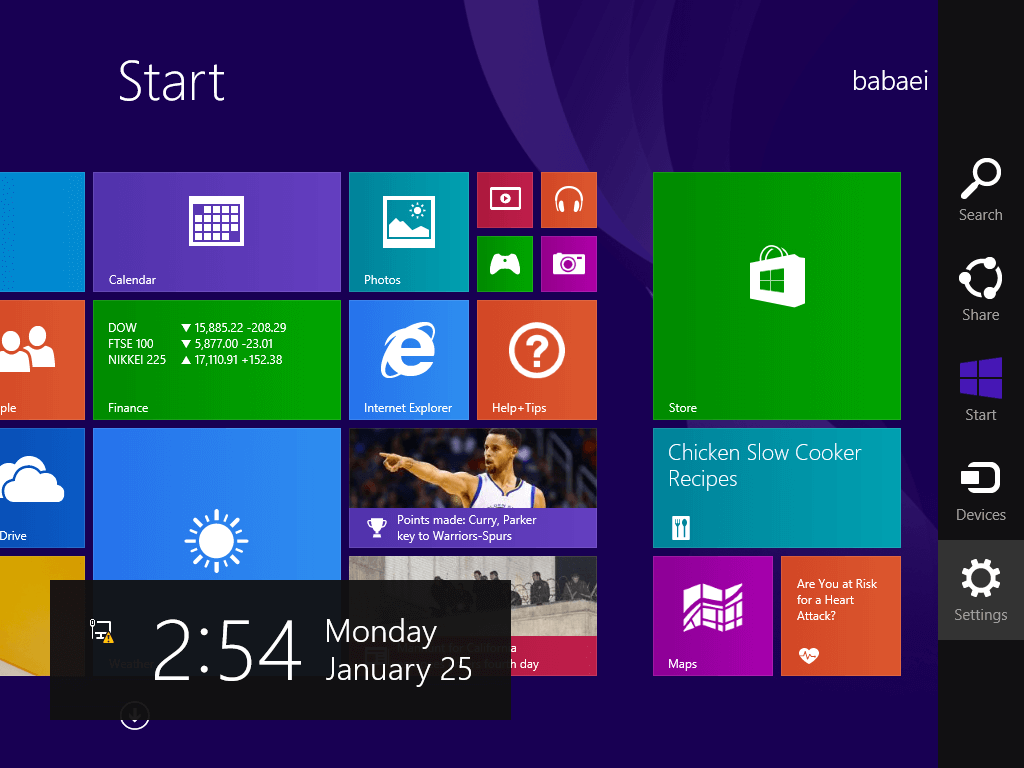 Start
babaei
Search
Share
Start
Devices
Settings
Calendar
Photos
DOW ▼ 15,885.22 -208.29
FTSE 100 ▼ 5,877.00 -23.01
NIKKEI 225 ▲ 17,110.91 +152.38
Finance
Internet Explorer
Help+Tips
Store
ple
Drive
Points made: Curry, Parker
key to Warriors-Spurs
Chicken Slow Cooker
Recipes
Are You at Risk
for a Heart
Attack?
Maps
Weather
day
2:54
Monday
January 25